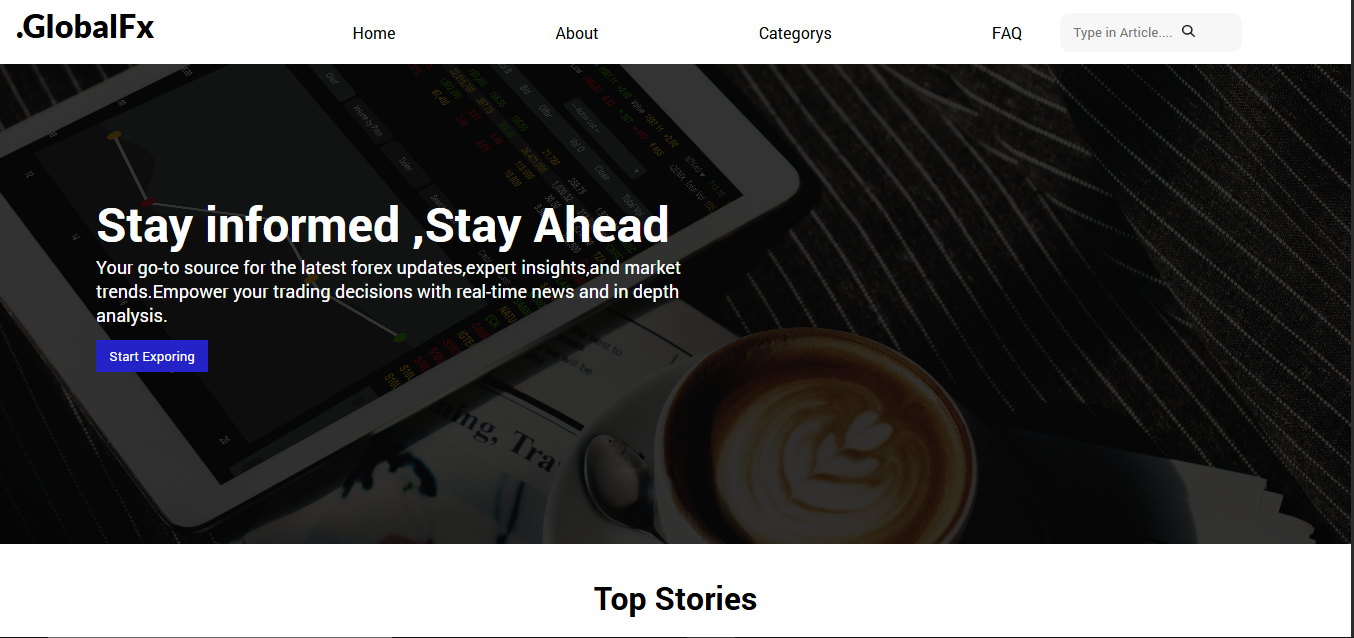 .GlobalFx
Home
About
Categorys
FAQ
Type in Article....
Stay informed ,Stay Ahead
Your go-to source for the latest forex updates,expert insights,and market
trends.Empower your trading decisions with real-time news and in depth
analysis.
Start Exporing
Top Stories